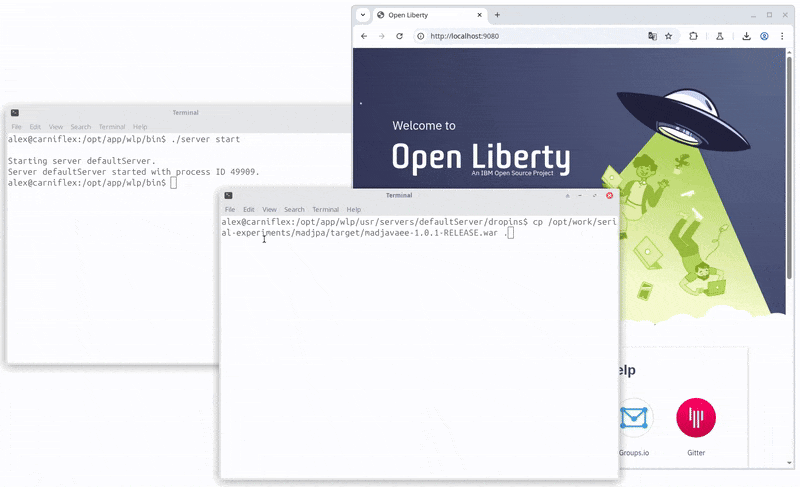 Open Liberty
http://localhost:9080
Welcome to
Open Liberty
An IBM Open Source Project
elp
Groups.io
Gitter
Terminal
File Edit View Search Terminal Help
alex@carniflex:/opt/app/wlp/bin$ ./server start
Starting server defaultServer.
Server defaultServer started with process ID 49909.
alex@carniflex:/opt/app/wlp/bin$
Terminal
File Edit View Search Terminal Help
alex@carniflex:/opt/app/wlp/usr/servers/defaultServer/dropins$ cp /opt/work/seri
al-experiments/madjpa/target/madjavaee-1.0.1-RELEASE.war .